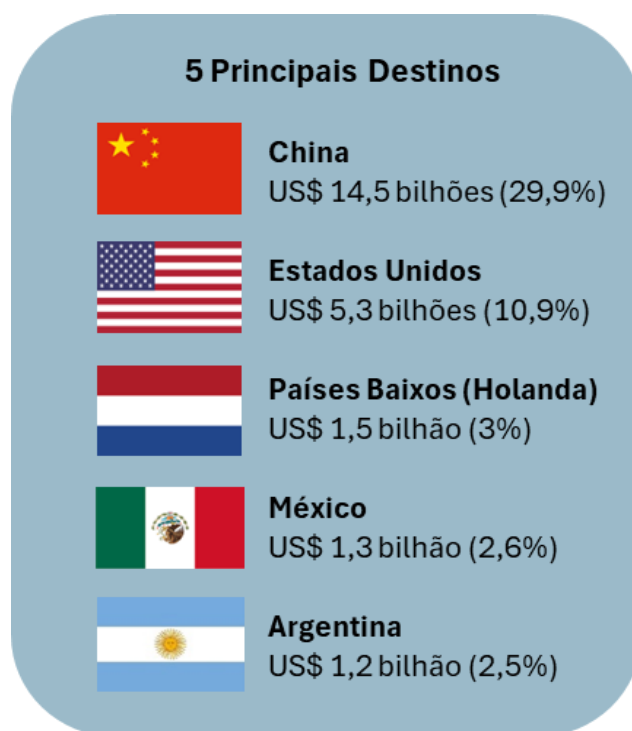 5 Principais Destinos
China
US$ 14,5 bilhões (29,9%)
Estados Unidos
US$ 5,3 bilhões (10,9%)
Países Baixos (Holanda)
US$ 1,5 bilhão (3%)
México
US$ 1,3 bilhão (2,6%)
Argentina
US$ 1,2 bilhão (2,5%)